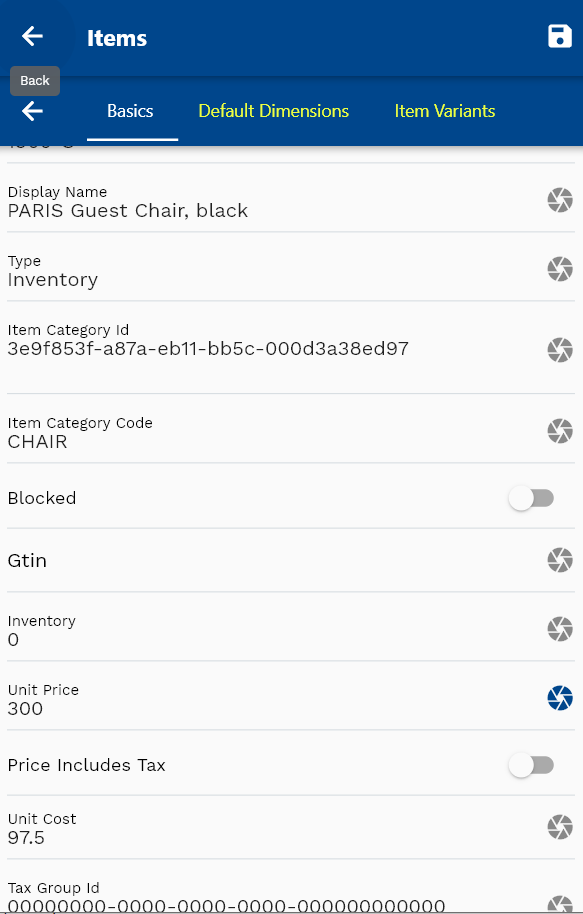 Items
Back
Basics
Default Dimensions
Item Variants
Display Name
PARIS Guest Chair, black
Type
Inventory
Item Category Id
3e9f853f-a87a-eb11-bb5c-000d3a38ed97
Item Category Code
CHAIR
Blocked
Gtin
Inventory
0
Unit Price
300
Price Includes Tax
Unit Cost
97.5
Tax Group Id
00000000-0000-0000-0000-000000000000